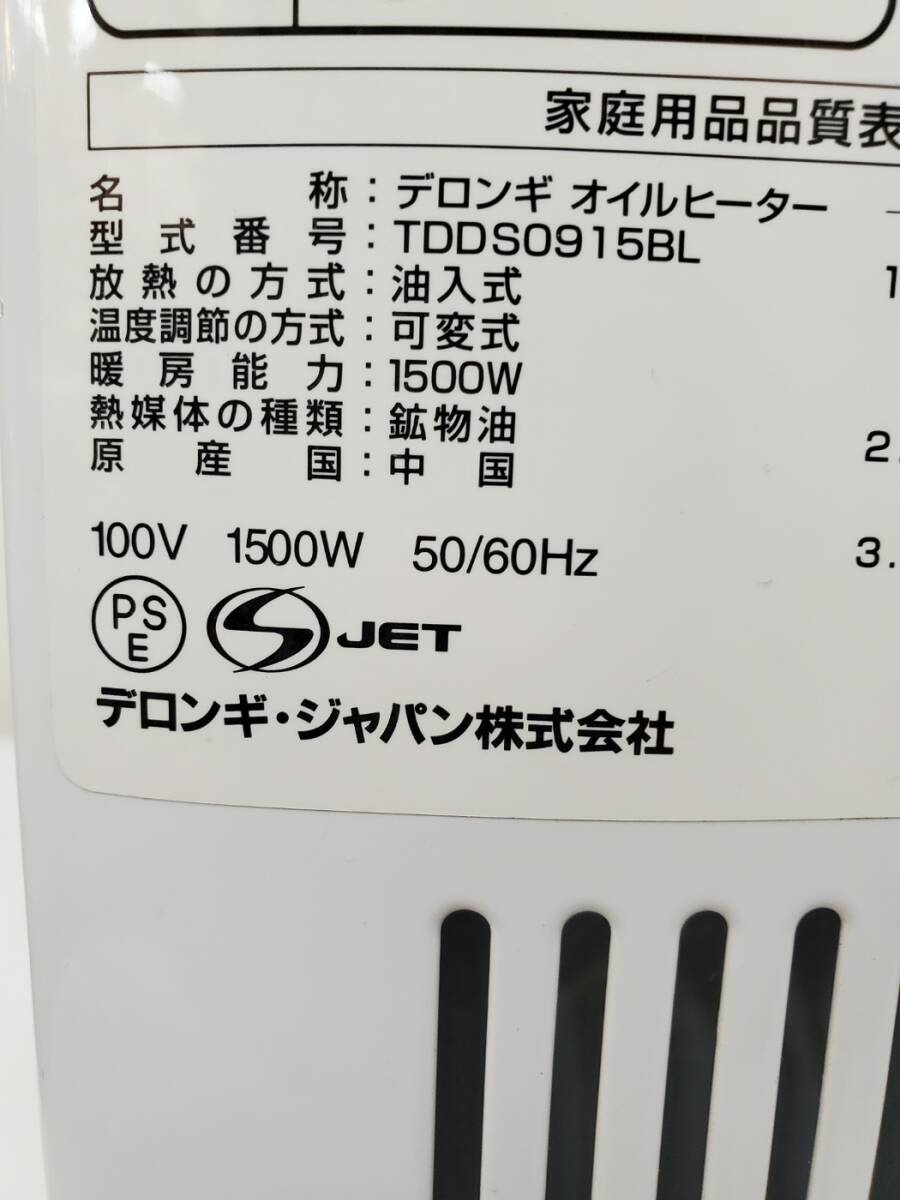 家庭用品品質表
名 称：デロンギ オイルヒーター
型式番号：TDDS0915BL
放熱の方式：油入式
温度調節の方式：可変式
暖房能力：1500W
熱媒体の種類：鉱物油
原産国：中国
1
2.
3.
100V 1500W 50/60Hz
PS
E
S JET
デロンギ・ジャパン株式会社